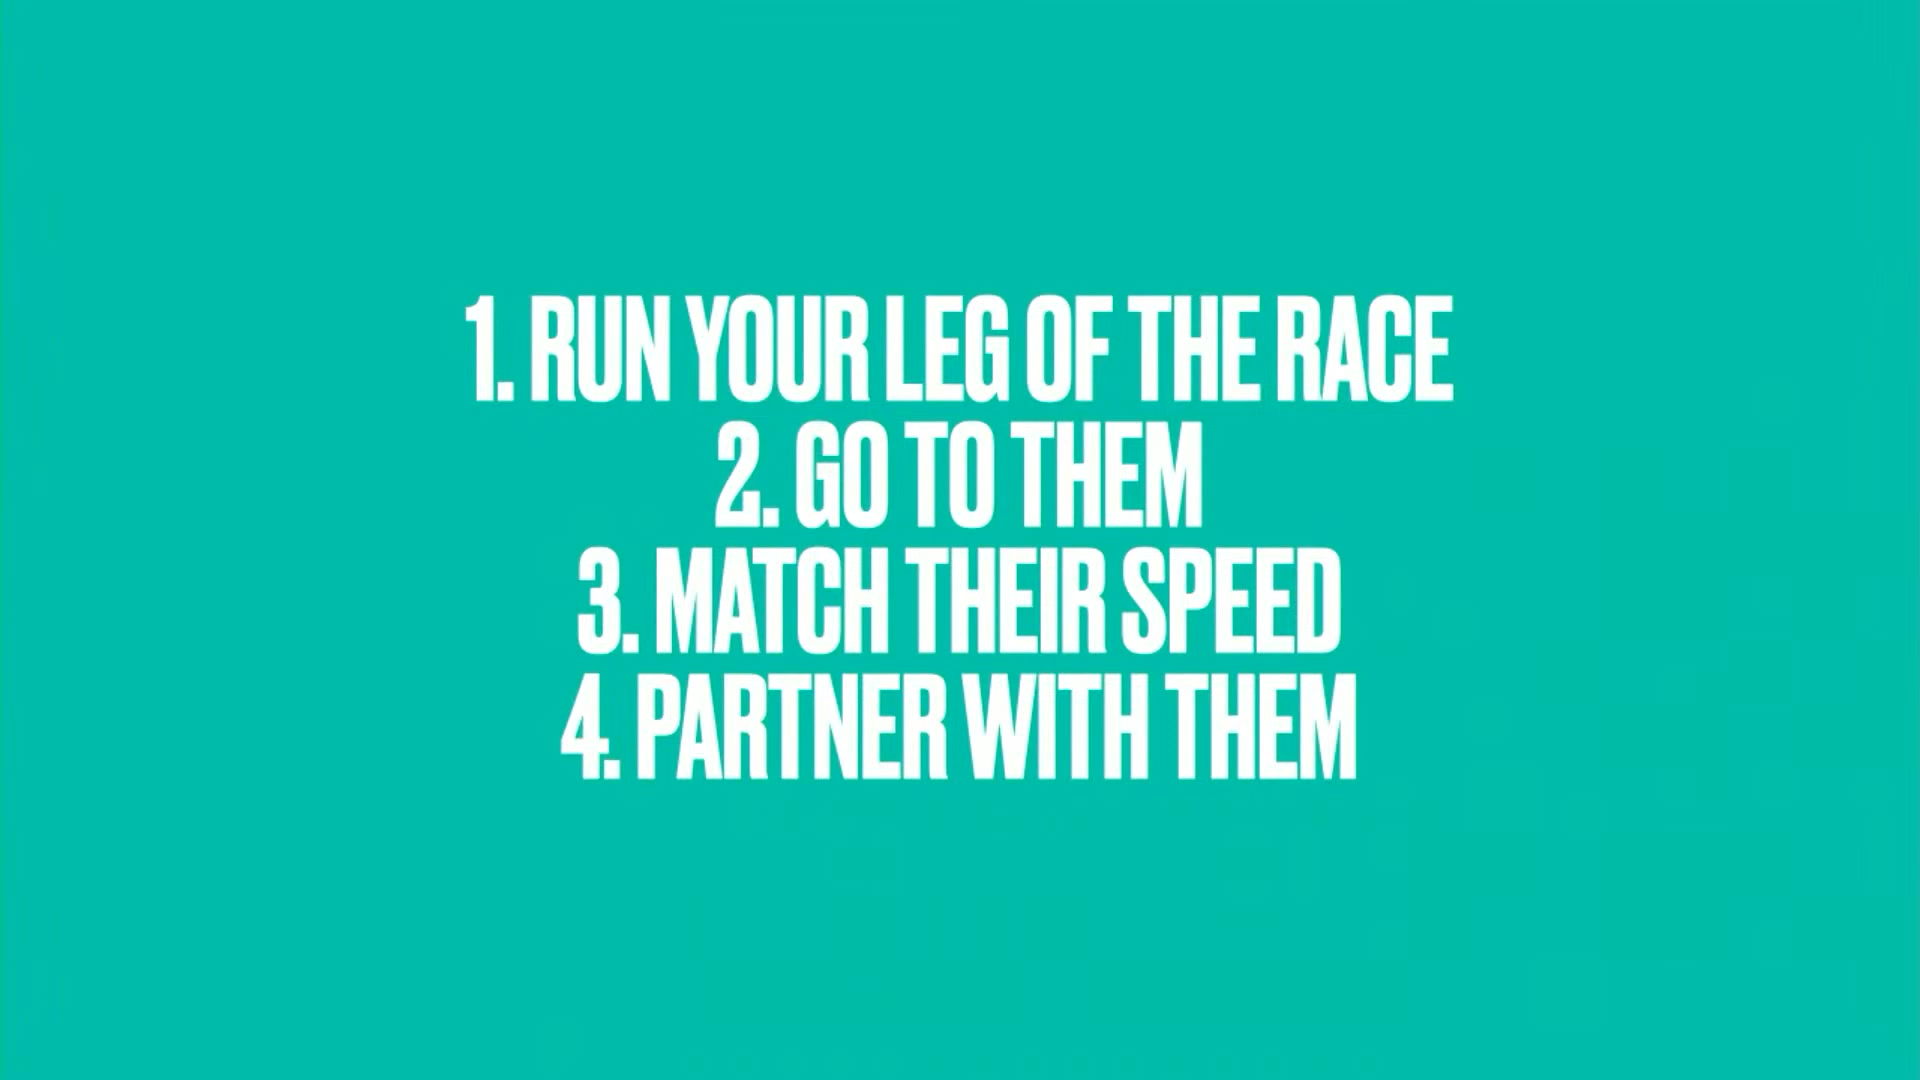 1. RUN YOUR LEG OF THE RACE
2. GO TO THEM
3. MATCH THEIR SPEED
4. PARTNER WITH THEM